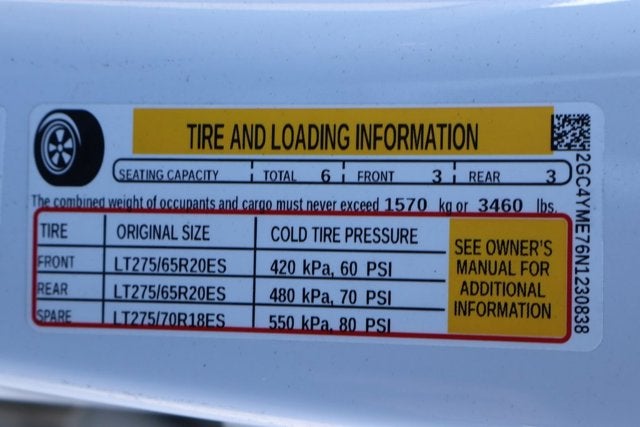 TIRE AND LOADING INFORMATION
SEATING CAPACITY TOTAL 6 FRONT 3 REAR 3
The combined weight of occupants and cargo must never exceed 1570 kg or 3460 lbs.
TIRE ORIGINAL SIZE COLD TIRE PRESSURE
FRONT LT275/65R20ES 420 kPa, 60 PSI
REAR LT275/65R20ES 480 kPa, 70 PSI
SPARE LT275/70R18ES 550 kPa, 80 PSI
SEE OWNER'S
MANUAL FOR
ADDITIONAL
INFORMATION
2GC4YME76N1230838